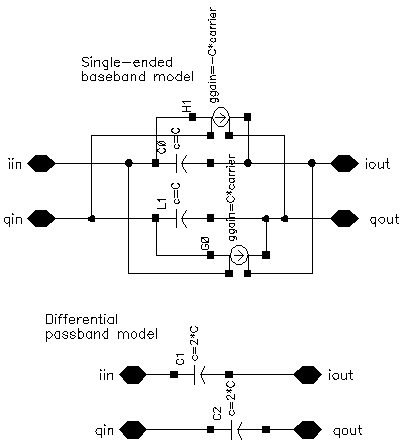 Single-ended
baseband model
ggain=-C*carrier
H1
C0
c=C
iin
iout
L1
c=C
ggain=C*carrier
qin
qout
G0
Differential
passband model
C1
c=2*C
iin
iout
C2
c=2*C
qin
qout